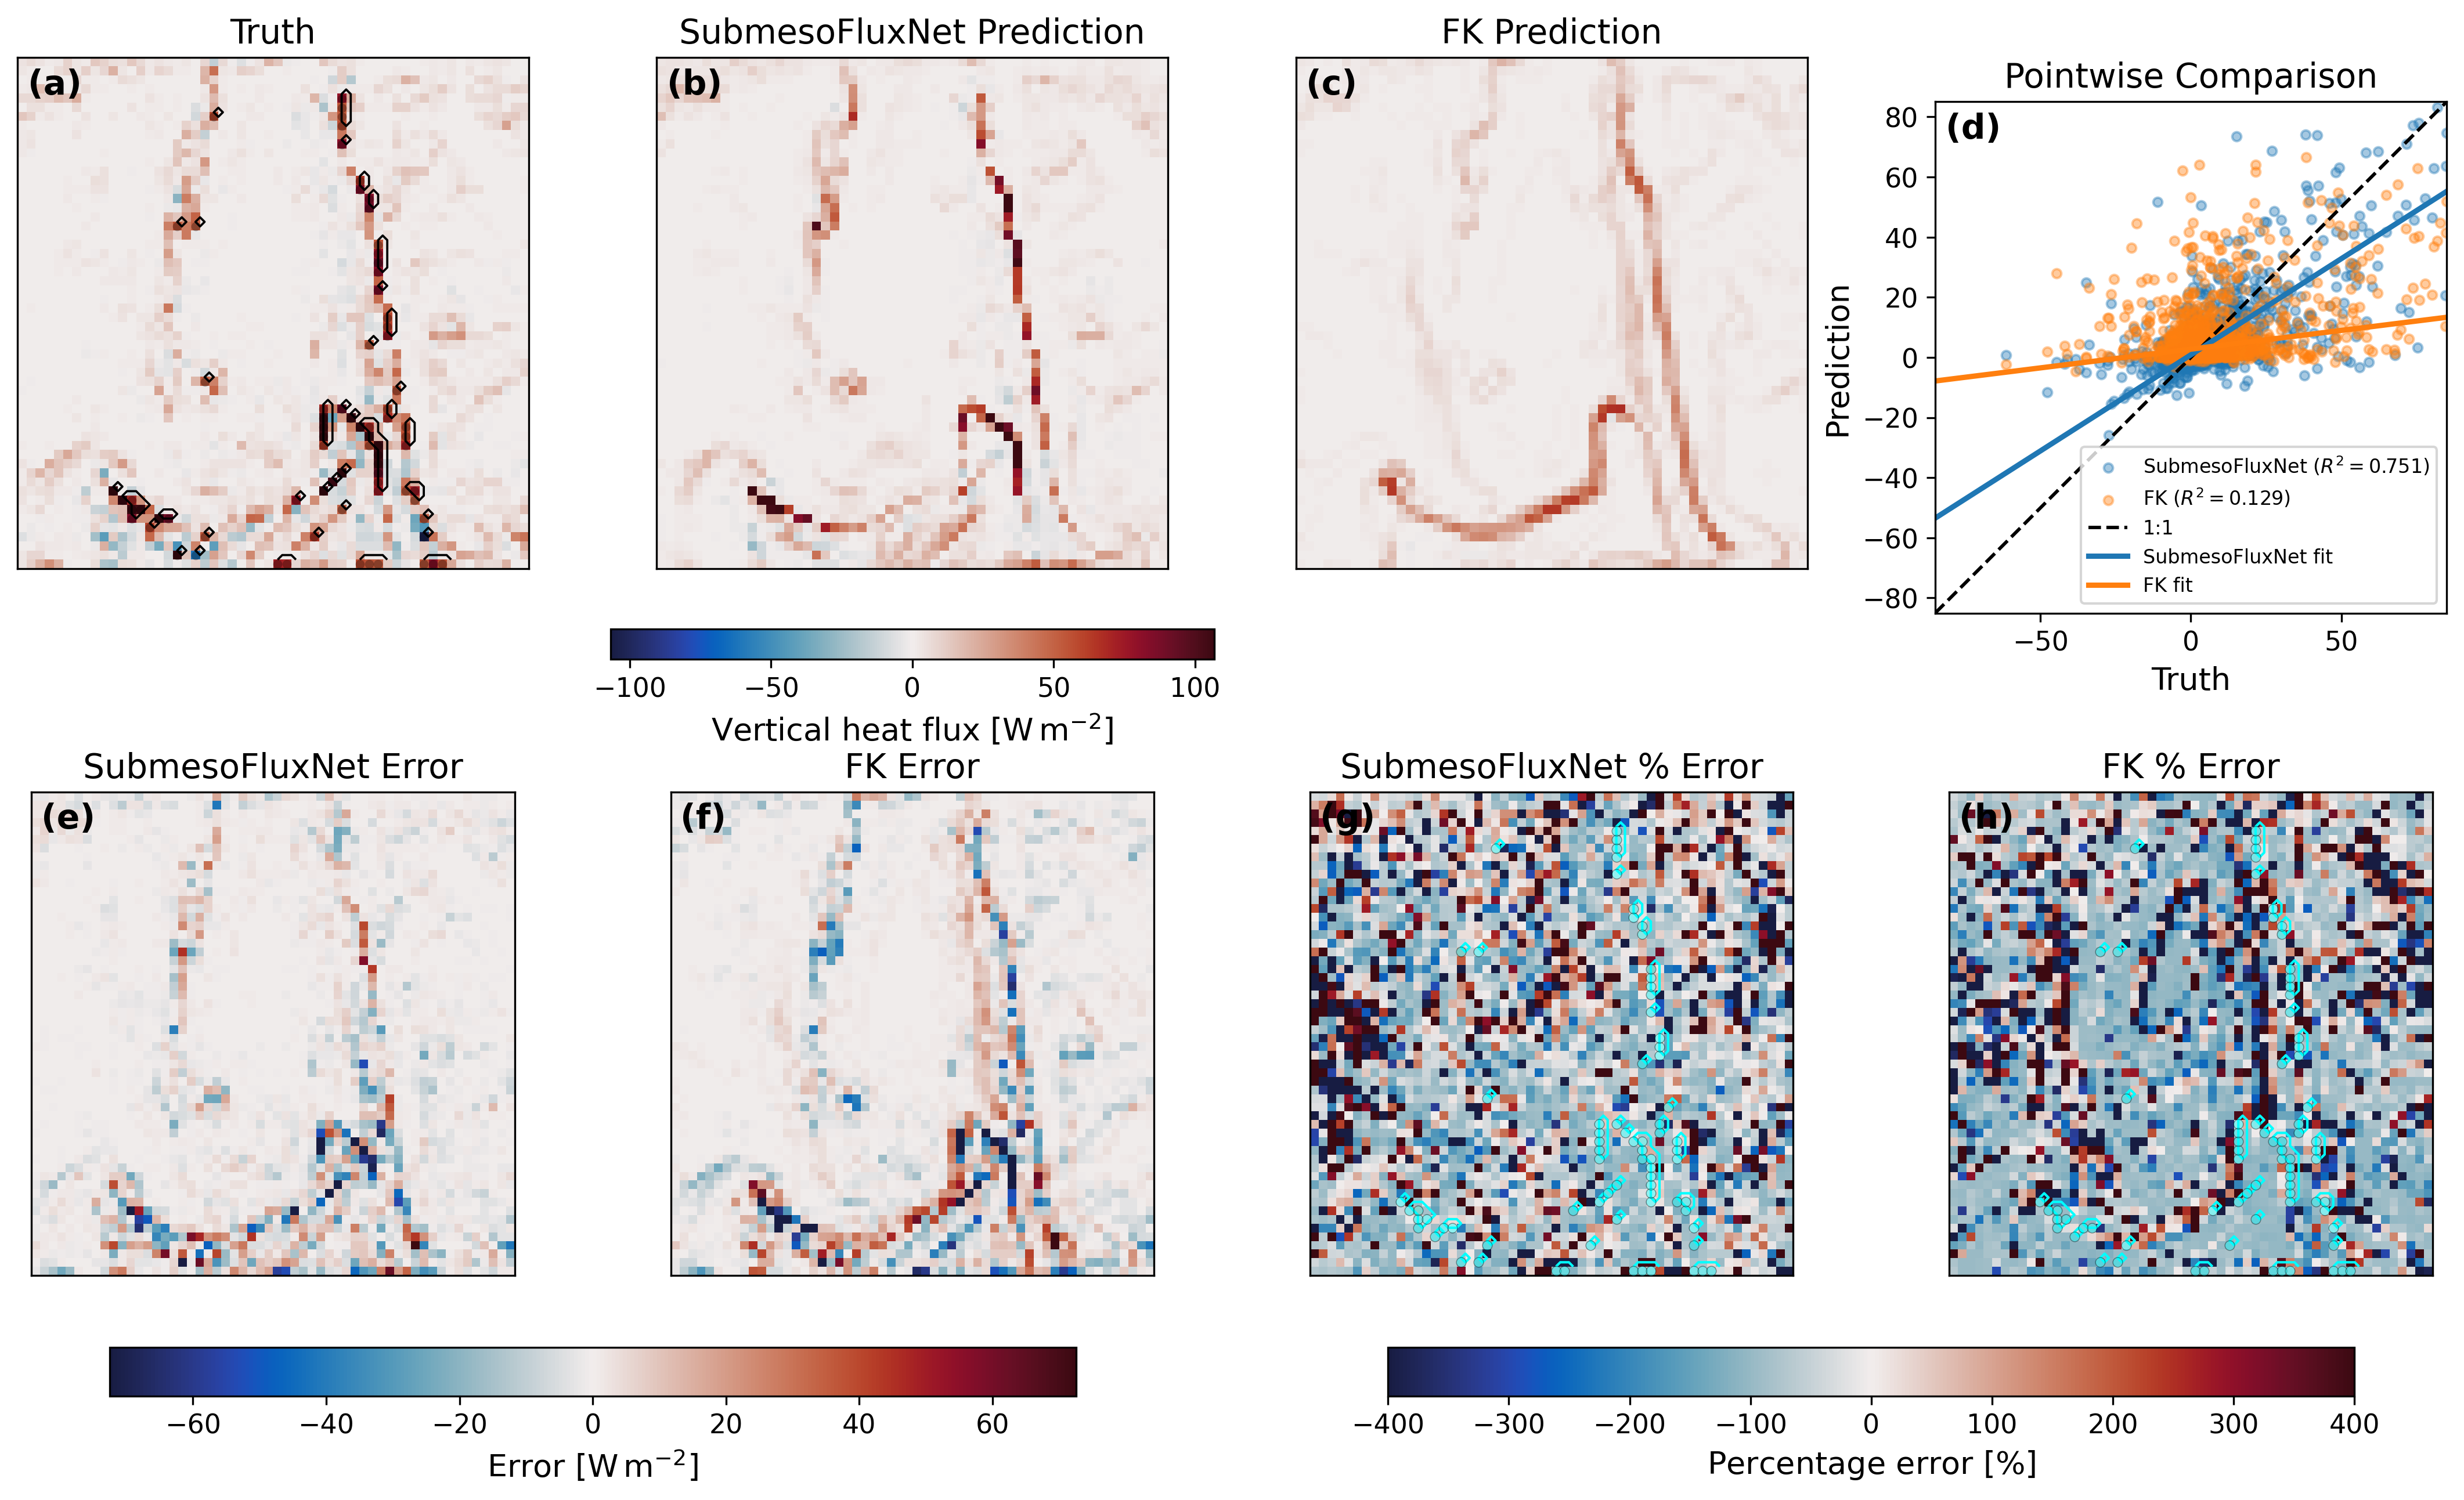 Truth
SubmesoFluxNet Prediction
FK Prediction
Pointwise Comparison
(a)
(b)
(c)
(d)
80
60
40
20
0
−20
−40
−60
−80
Prediction
SubmesoFluxNet (R² = 0.751)
FK (R² = 0.129)
1:1
SubmesoFluxNet fit
FK fit
−50 0 50
Truth
−100 −50 0 50 100
Vertical heat flux [W m⁻²]
SubmesoFluxNet Error
FK Error
SubmesoFluxNet % Error
FK % Error
(e)
(f)
(g)
(h)
−60 −40 −20 0 20 40 60
Error [W m⁻²]
−400 −300 −200 −100 0 100 200 300 400
Percentage error [%]